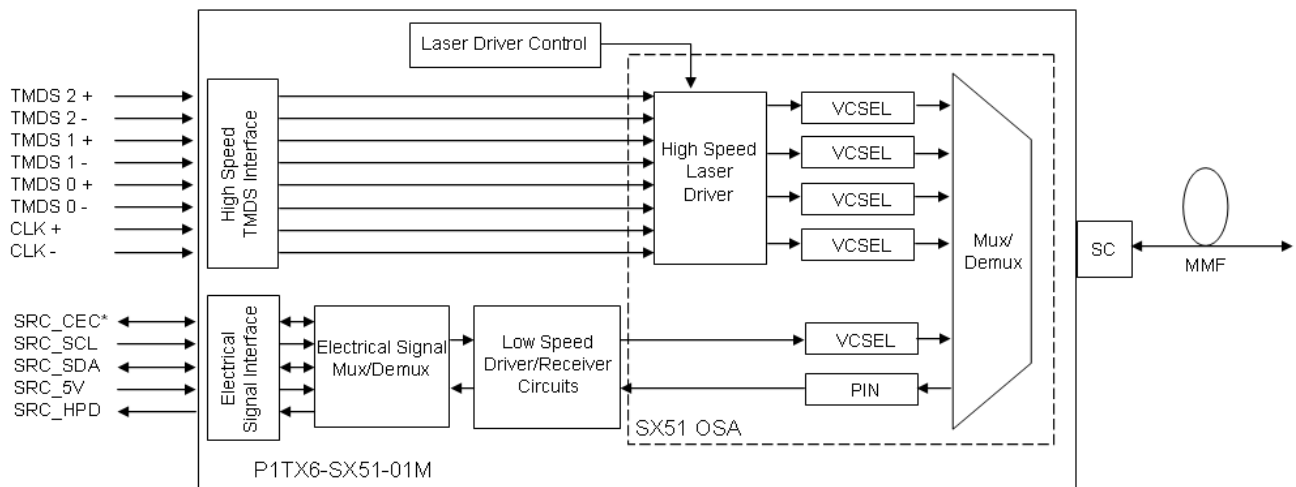 Laser Driver Control
TMDS 2 +
TMDS 2 -
TMDS 1 +
TMDS 1 -
TMDS 0 +
TMDS 0 -
CLK +
CLK -
High Speed
TMDS Interface
High Speed
Laser
Driver
VCSEL
VCSEL
VCSEL
VCSEL
Mux/
Demux
SC
MMF
SRC_CEC*
SRC_SCL
SRC_SDA
SRC_5V
SRC_HPD
Electrical
Signal Interface
Electrical Signal
Mux/Demux
Low Speed
Driver/Receiver
Circuits
VCSEL
PIN
SX51 OSA
P1TX6-SX51-01M